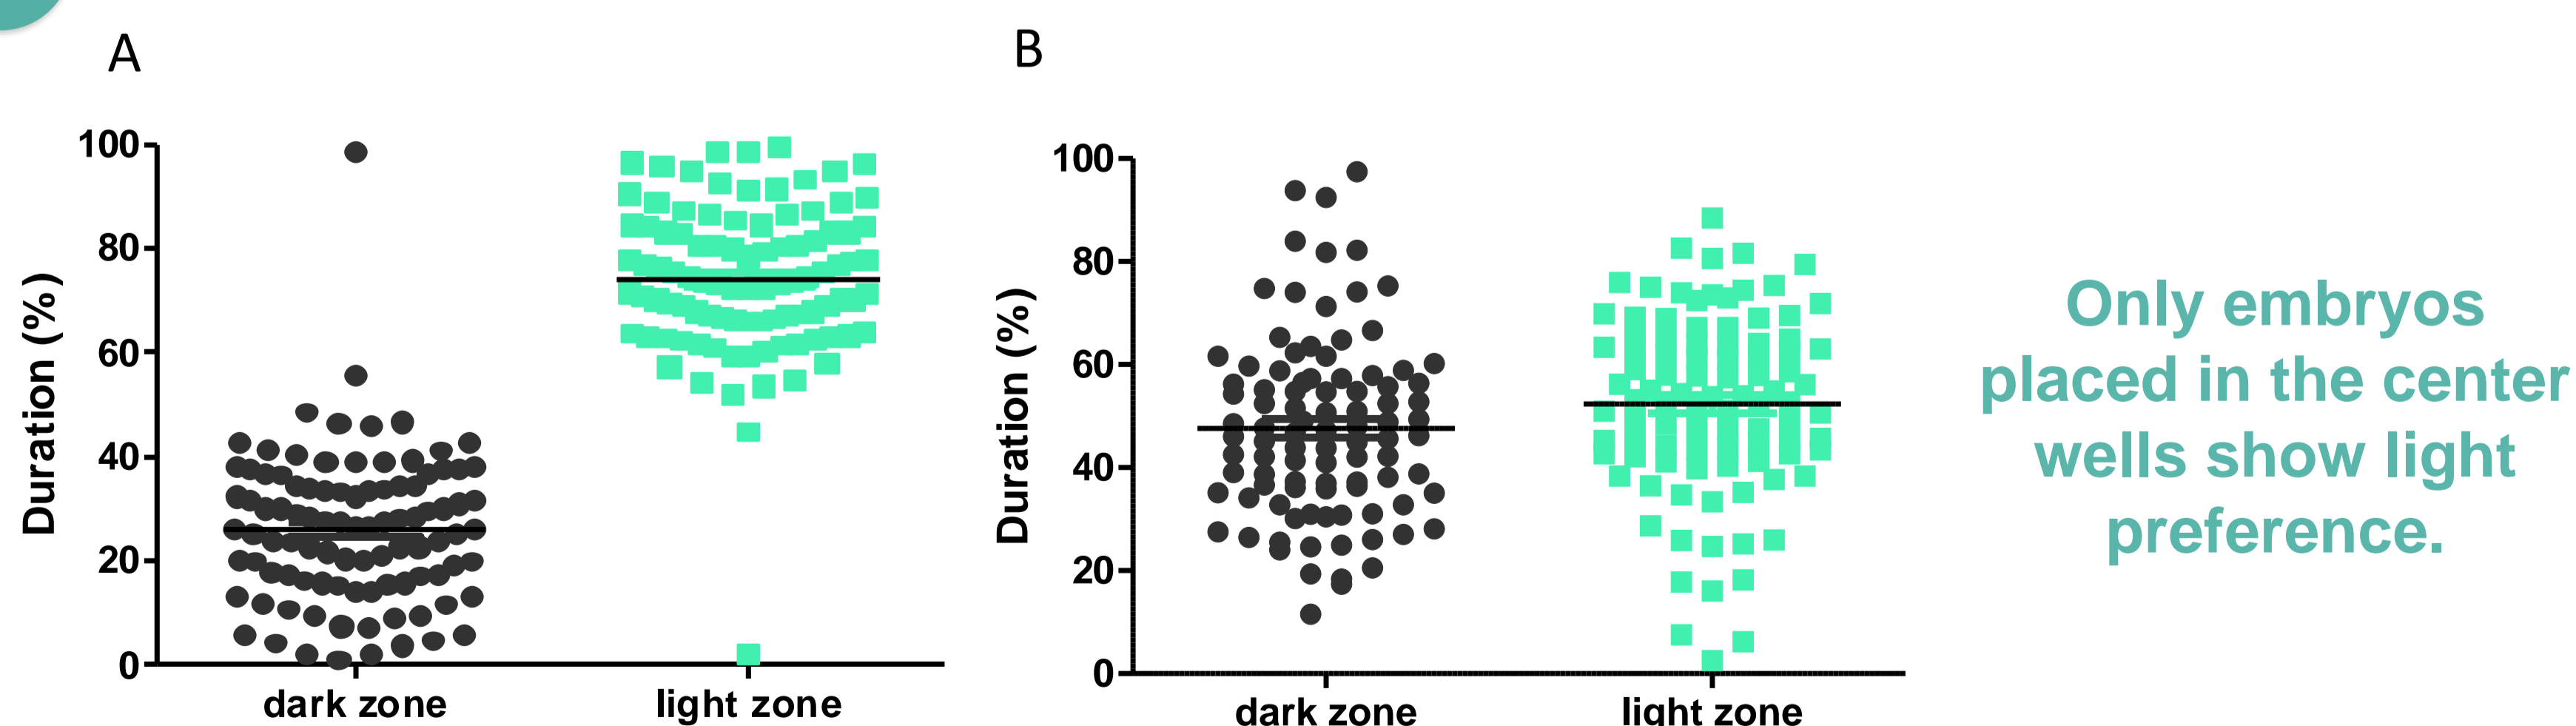 A
B
100
80
60
40
20
0
Duration (%)
dark zone
light zone
100
80
60
40
20
0
Duration (%)
dark zone
light zone
Only embryos
placed in the center
wells show light
preference.